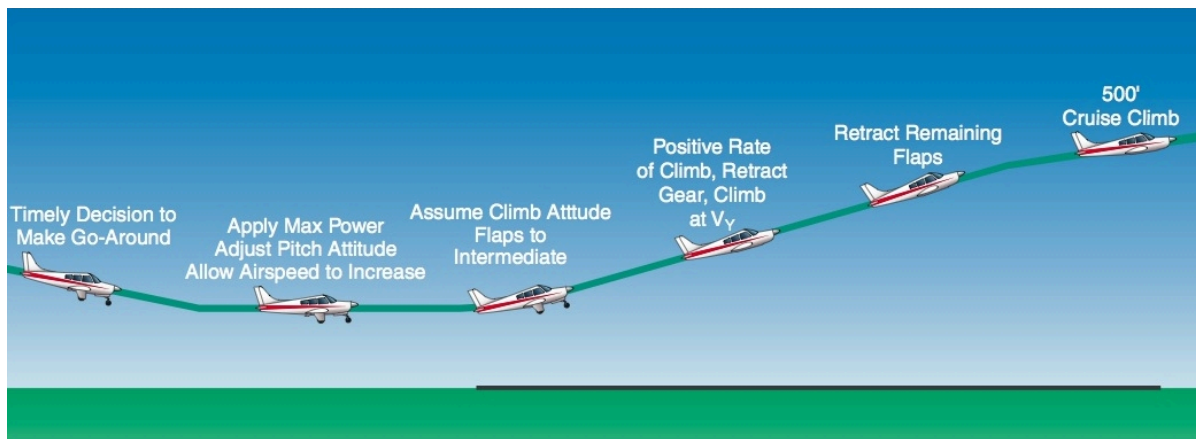 Timely Decision to
Make Go-Around
Apply Max Power
Adjust Pitch Attitude
Allow Airspeed to Increase
Assume Climb Atttude
Flaps to
Intermediate
Positive Rate
of Climb, Retract
Gear, Climb
at VY
Retract Remaining
Flaps
500'
Cruise Climb